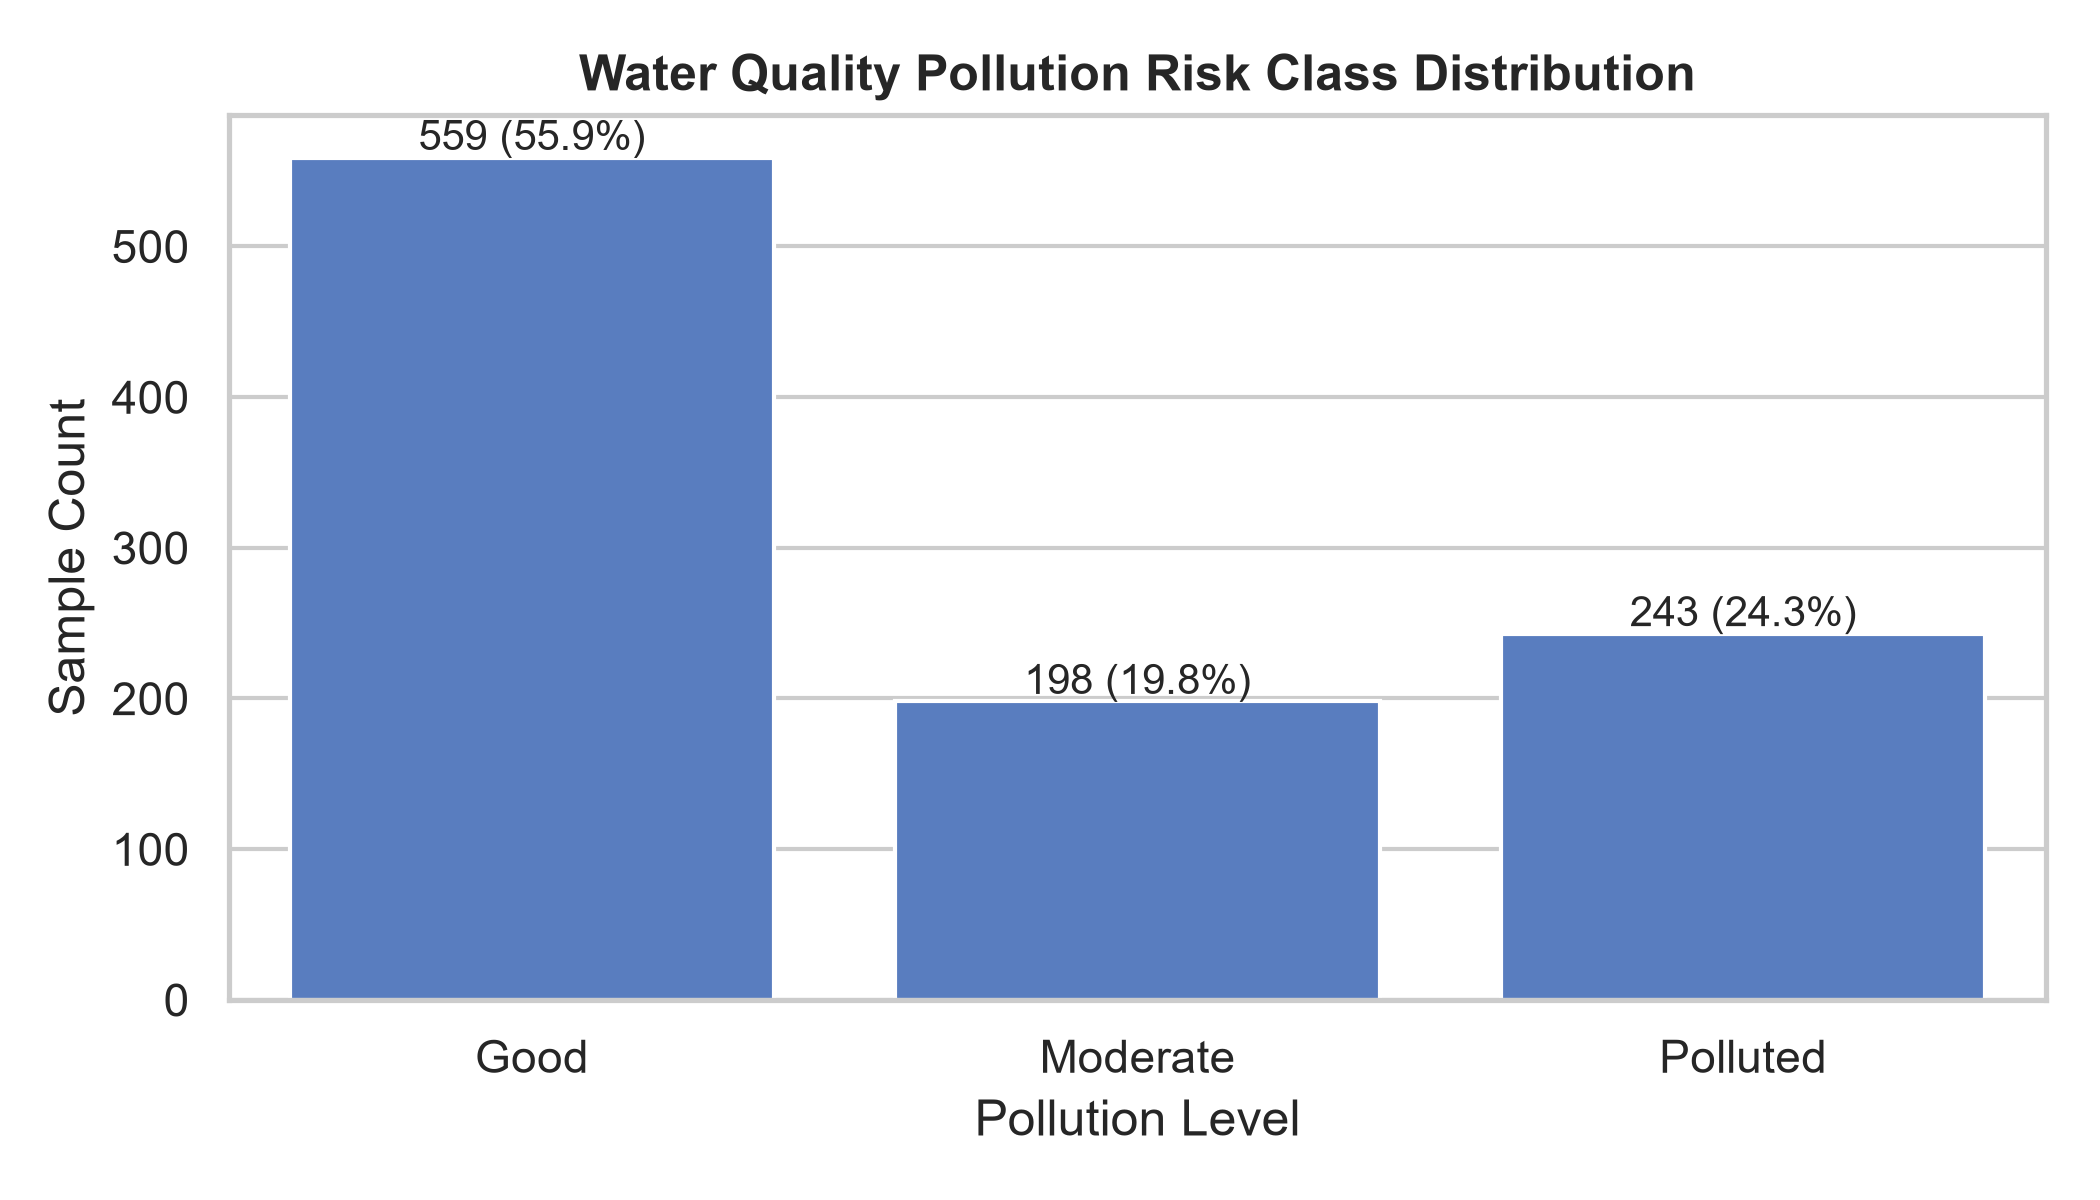 Water Quality Pollution Risk Class Distribution
559 (55.9%)
500
400
300
243 (24.3%)
198 (19.8%)
200
100
0
Sample Count
Good
Moderate
Polluted
Pollution Level